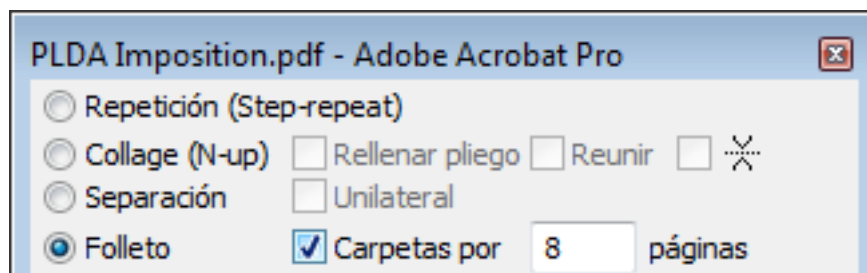 PLDA Imposition.pdf - Adobe Acrobat Pro
Repetición (Step-repeat)
Collage (N-up) Rellenar pliego Reunir
Separación Unilateral
Folleto Carpetas por 8 páginas